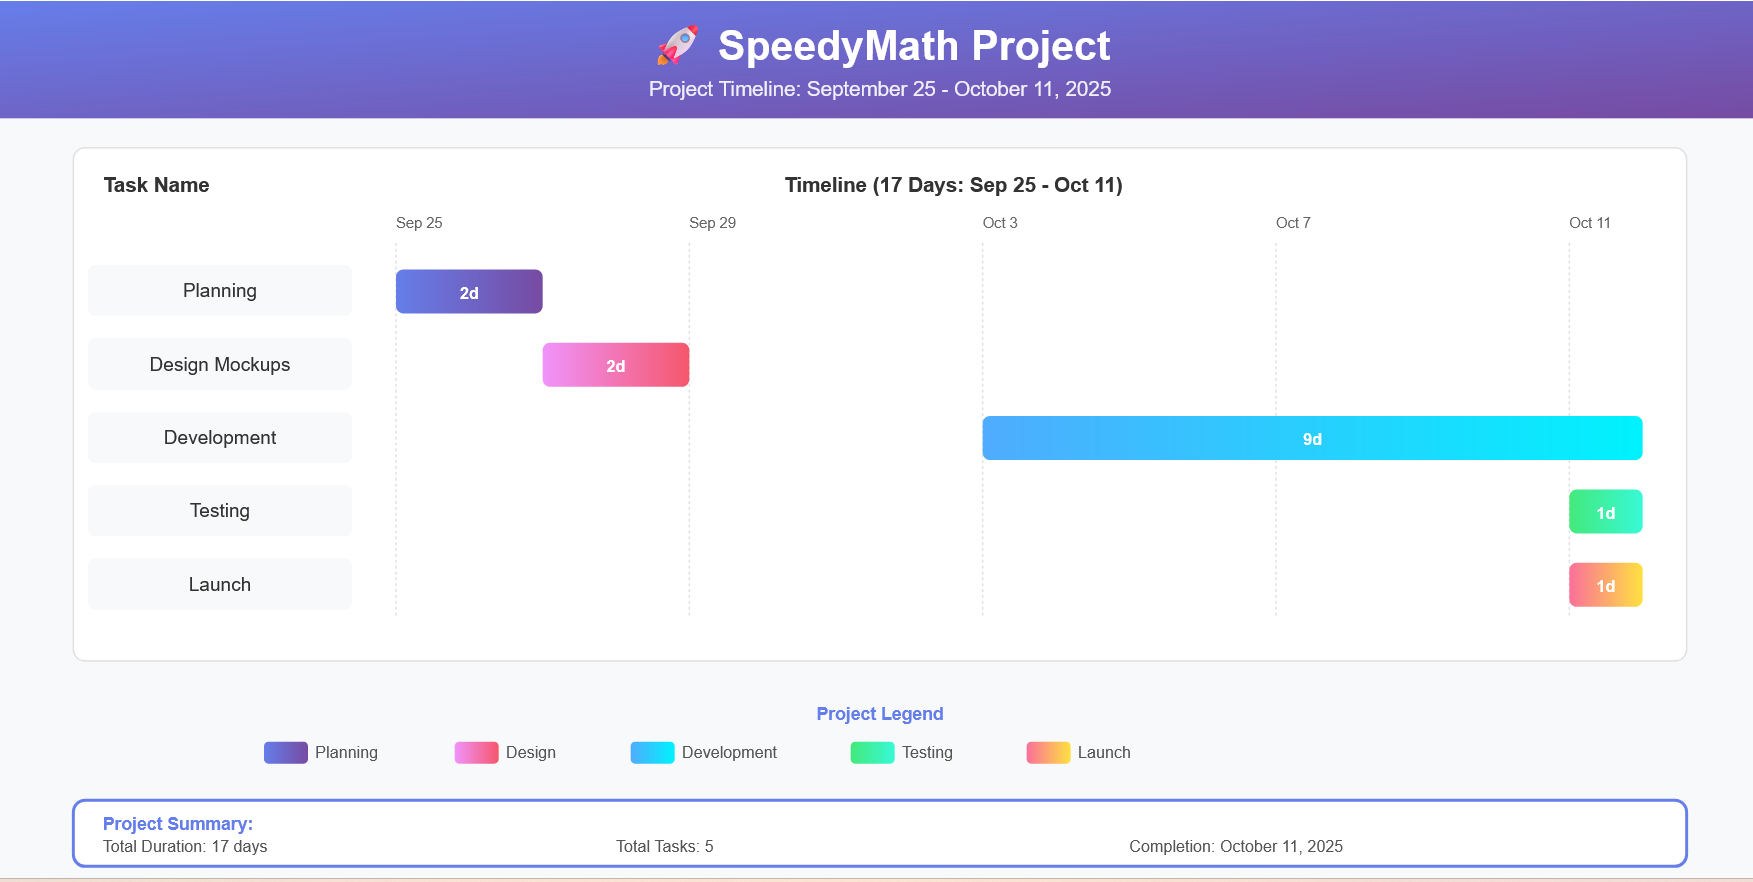 🚀 SpeedyMath Project
Project Timeline: September 25 - October 11, 2025
Task Name
Timeline (17 Days: Sep 25 - Oct 11)
Sep 25
Sep 29
Oct 3
Oct 7
Oct 11
Planning
2d
Design Mockups
2d
Development
9d
Testing
1d
Launch
1d
Project Legend
Planning
Design
Development
Testing
Launch
Project Summary:
Total Duration: 17 days
Total Tasks: 5
Completion: October 11, 2025